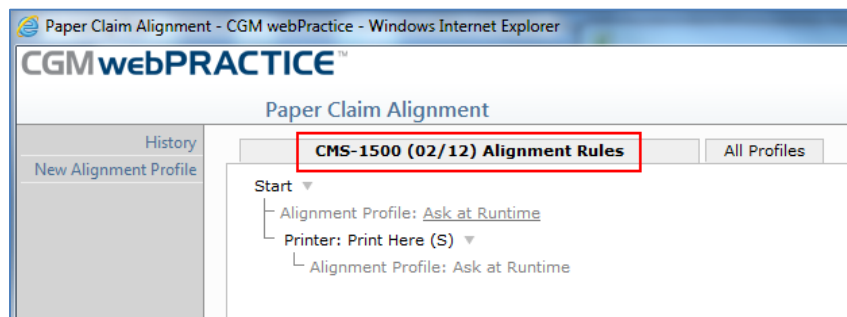 Paper Claim Alignment - CGM webPractice - Windows Internet Explorer
CGM webPRACTICE™
Paper Claim Alignment
History
New Alignment Profile
CMS-1500 (02/12) Alignment Rules
All Profiles
Start
Alignment Profile: Ask at Runtime
Printer: Print Here (S)
Alignment Profile: Ask at Runtime